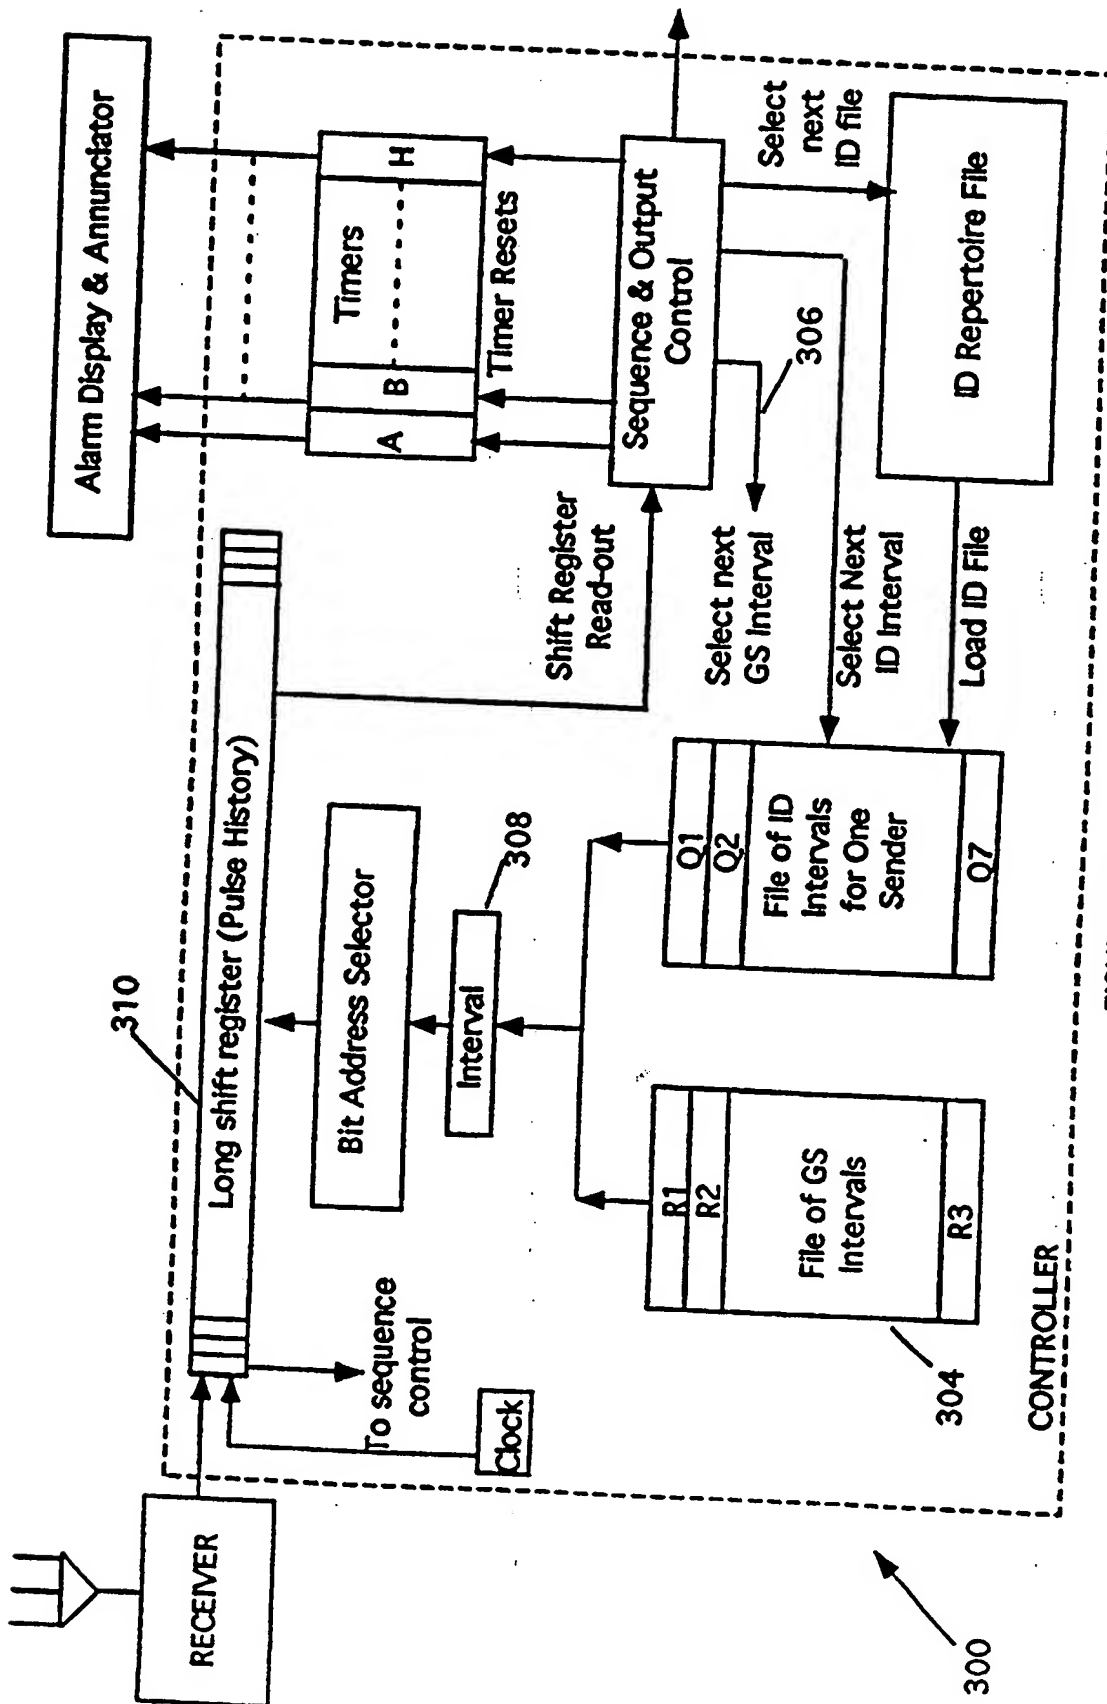 Alarm Display & Annunciator
310
Long shift register (Pulse History)
RECEIVER
To sequence
control
Clock
Bit Address Selector
308
Interval
Shift Register
Read-out
A
B
Timers
H
Timer Resets
Sequence & Output
Control
306
Select next
GS Interval
Select Next
ID Interval
Select
next
ID file
Load ID File
ID Repertoire File
R1
R2
File of GS
Intervals
R3
304
Q1
Q2
File of ID
Intervals
for One
Sender
Q7
CONTROLLER
300